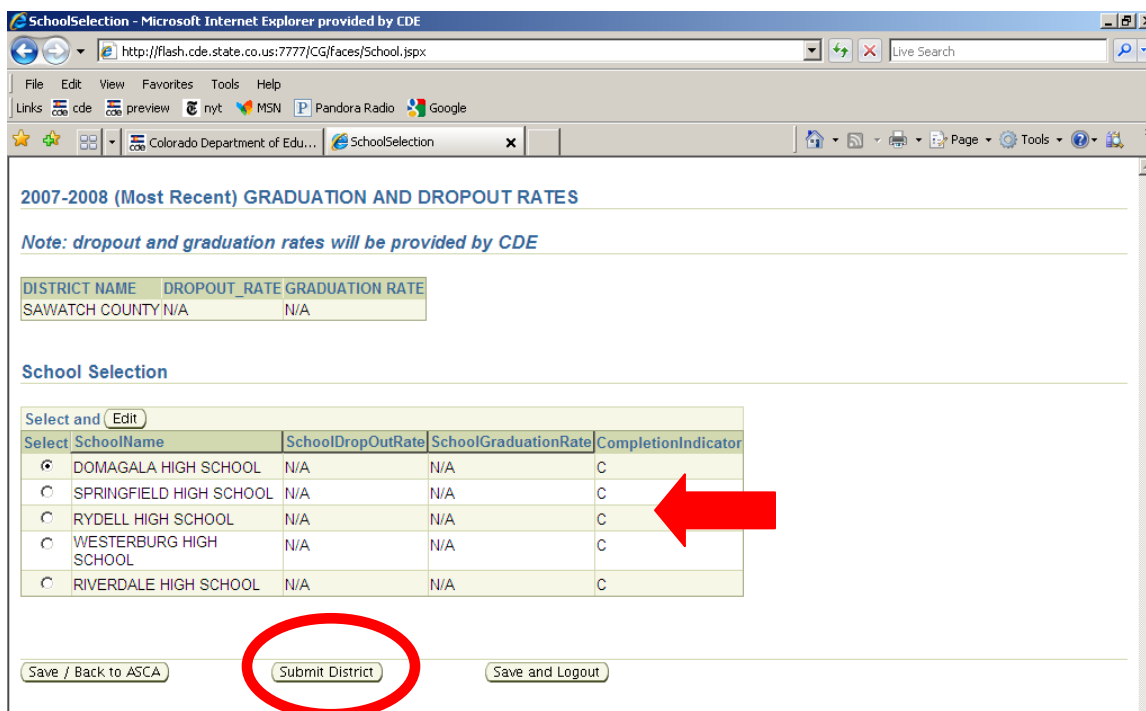 SchoolSelection - Microsoft Internet Explorer provided by CDE
http://flash.cde.state.co.us:7777/CG/faces/School.jspx
Live Search
File Edit View Favorites Tools Help
Links cde preview nyt MSN Pandora Radio Google
Colorado Department of Edu... SchoolSelection
Page Tools
2007-2008 (Most Recent) GRADUATION AND DROPOUT RATES
Note: dropout and graduation rates will be provided by CDE
DISTRICT NAME DROPOUT_RATE GRADUATION RATE
SAWATCH COUNTY N/A N/A
School Selection
Select and Edit
Select SchoolName SchoolDropOutRate SchoolGraduationRate CompletionIndicator
DOMAGALA HIGH SCHOOL N/A N/A C
SPRINGFIELD HIGH SCHOOL N/A N/A C
RYDELL HIGH SCHOOL N/A N/A C
WESTERBURG HIGH
SCHOOL N/A N/A C
RIVERDALE HIGH SCHOOL N/A N/A C
Save / Back to ASCA Submit District Save and Logout